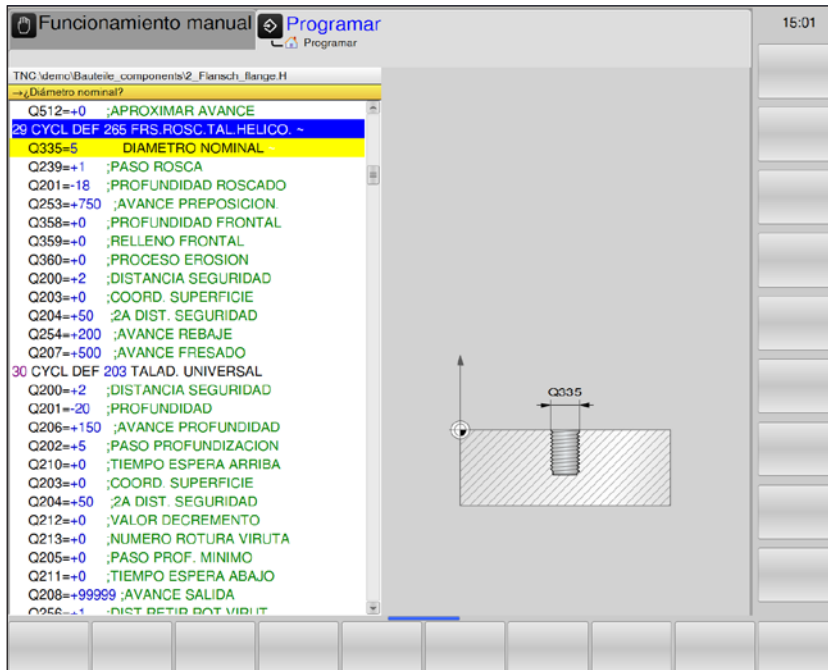 Funcionamiento manual
Programar
Programar
15:01
TNC:\demo\Bauteile_components\2_Flansch_flange.H
→¿Diámetro nominal?
Q512=+0 ;APROXIMAR AVANCE
29 CYCL DEF 265 FRS.ROSC.TAL.HELICO. ~
Q335=5 DIAMETRO NOMINAL ~
Q239=+1 ;PASO ROSCA
Q201=-18 ;PROFUNDIDAD ROSCADO
Q253=+750 ;AVANCE PREPOSICION.
Q358=+0 ;PROFUNDIDAD FRONTAL
Q359=+0 ;RELLENO FRONTAL
Q360=+0 ;PROCESO EROSION
Q200=+2 ;DISTANCIA SEGURIDAD
Q203=+0 ;COORD. SUPERFICIE
Q204=+50 ;2A DIST. SEGURIDAD
Q254=+200 ;AVANCE REBAJE
Q207=+500 ;AVANCE FRESADO
30 CYCL DEF 203 TALAD. UNIVERSAL
Q200=+2 ;DISTANCIA SEGURIDAD
Q201=-20 ;PROFUNDIDAD
Q206=+150 ;AVANCE PROFUNDIDAD
Q202=+5 ;PASO PROFUNDIZACION
Q210=+0 ;TIEMPO ESPERA ARRIBA
Q203=+0 ;COORD. SUPERFICIE
Q204=+50 ;2A DIST. SEGURIDAD
Q212=+0 ;VALOR DECREMENTO
Q213=+0 ;NUMERO ROTURA VIRUTA
Q205=+0 ;PASO PROF. MINIMO
Q211=+0 ;TIEMPO ESPERA ABAJO
Q208=+99999 ;AVANCE SALIDA
Q256=+1 ;DIST RETIR ROT VIRUT
Q335